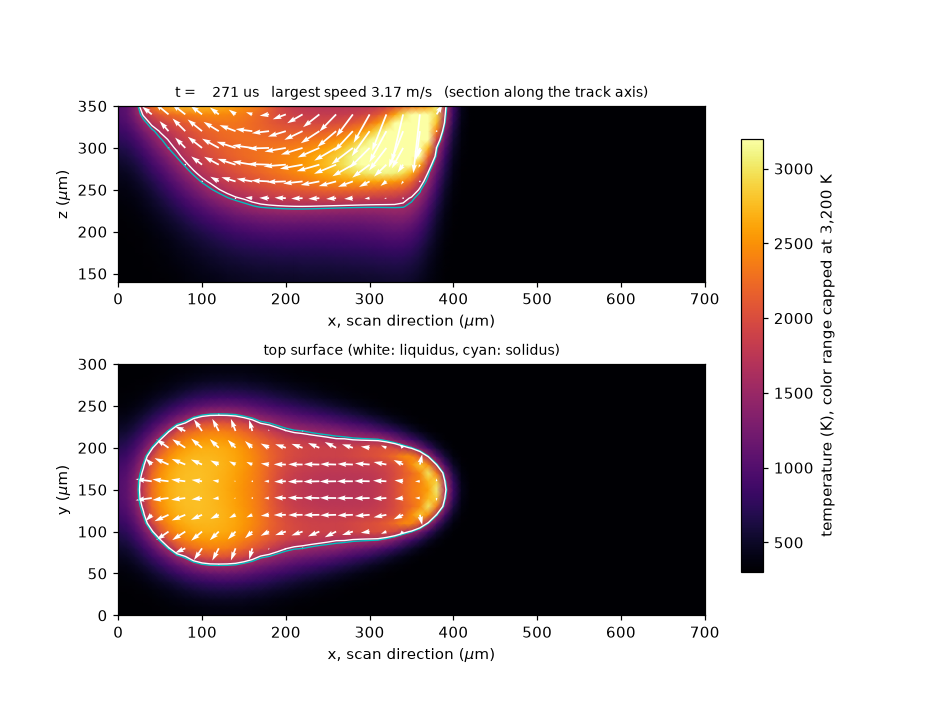 t =    271 us   largest speed 3.17 m/s   (section along the track axis)
350
300
250
200
150
z (μm)
0 100 200 300 400 500 600 700
x, scan direction (μm)
top surface (white: liquidus, cyan: solidus)
300
250
200
150
100
50
0
y (μm)
0 100 200 300 400 500 600 700
x, scan direction (μm)
3000
2500
2000
1500
1000
500
temperature (K), color range capped at 3,200 K